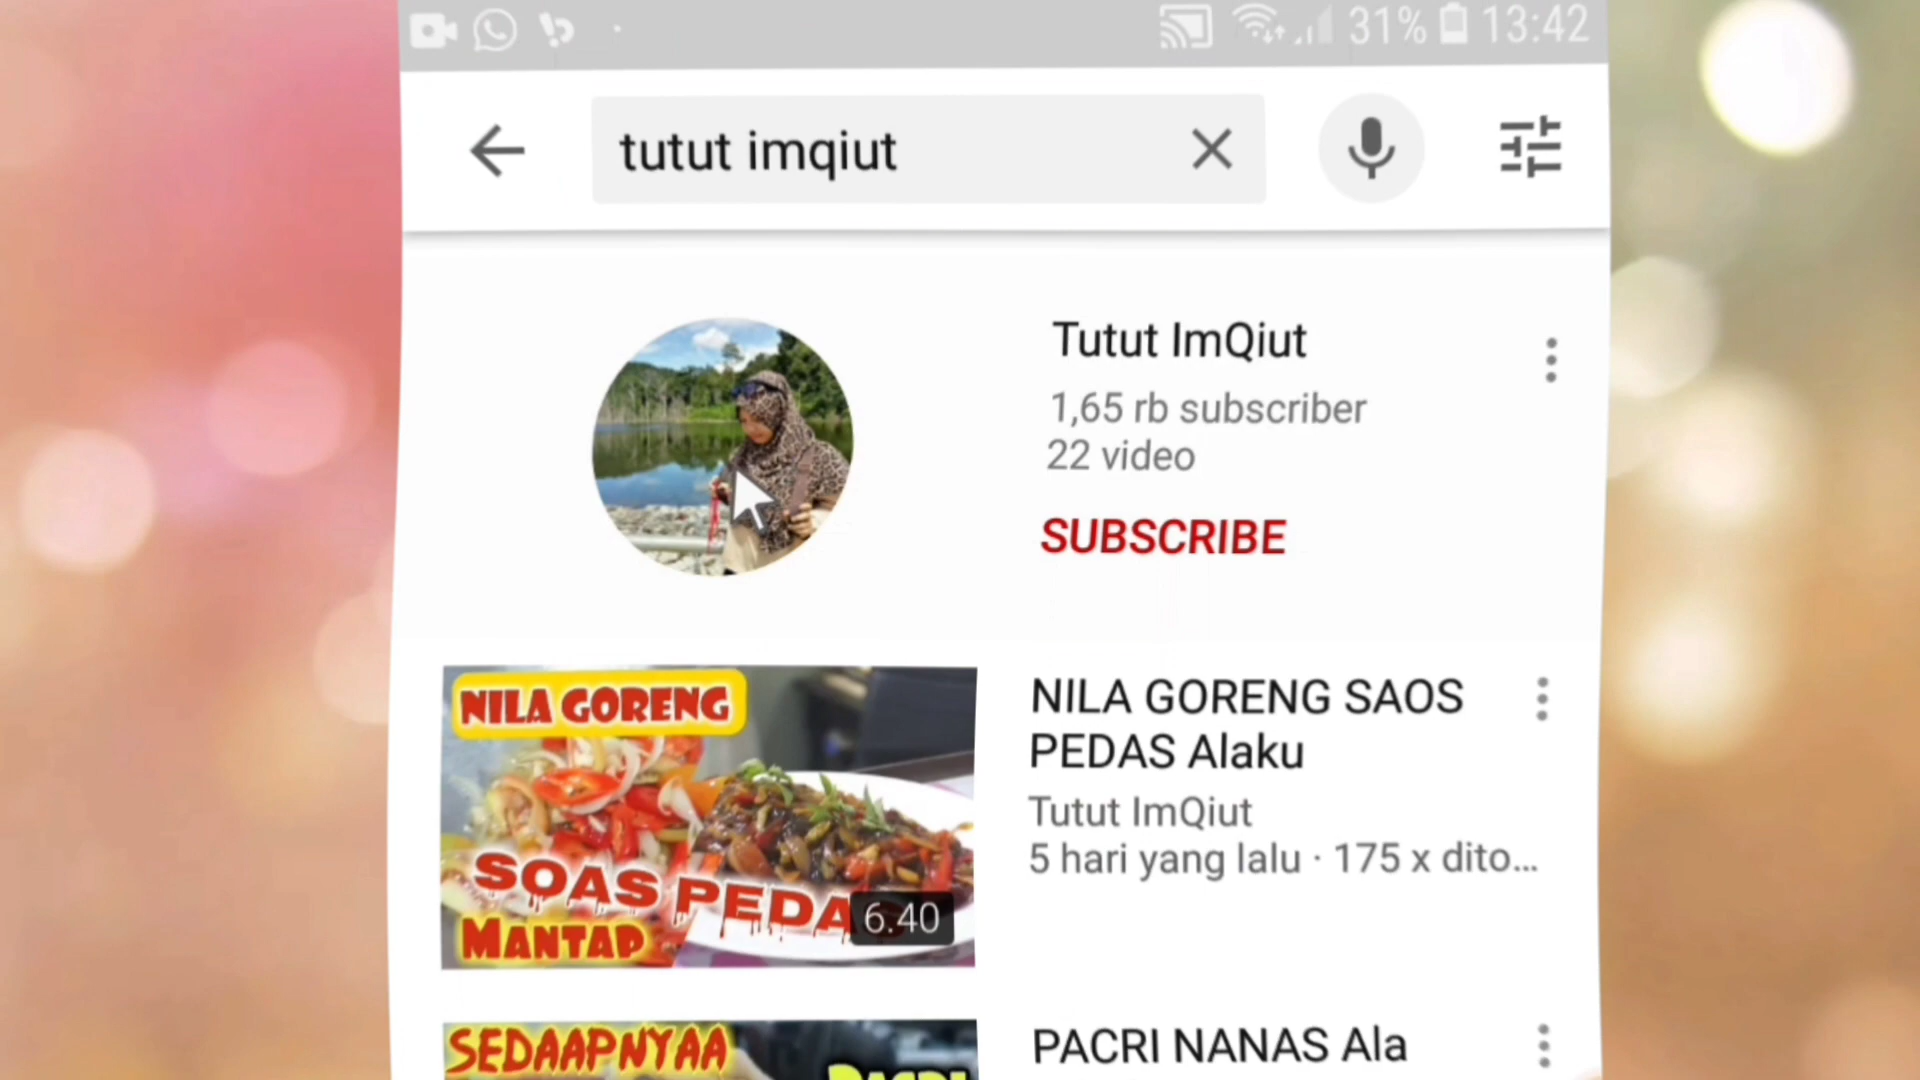 31% 13:42
tutut imqiut
Tutut ImQiut
1,65 rb subscriber
22 video
SUBSCRIBE
NILA GORENG
SOAS PEDA
MANTAP
6.40
NILA GORENG SAOS
PEDAS Alaku
Tutut ImQiut
5 hari yang lalu · 175 x dito...
SEDAAPNYAA
PACRI NANAS Ala